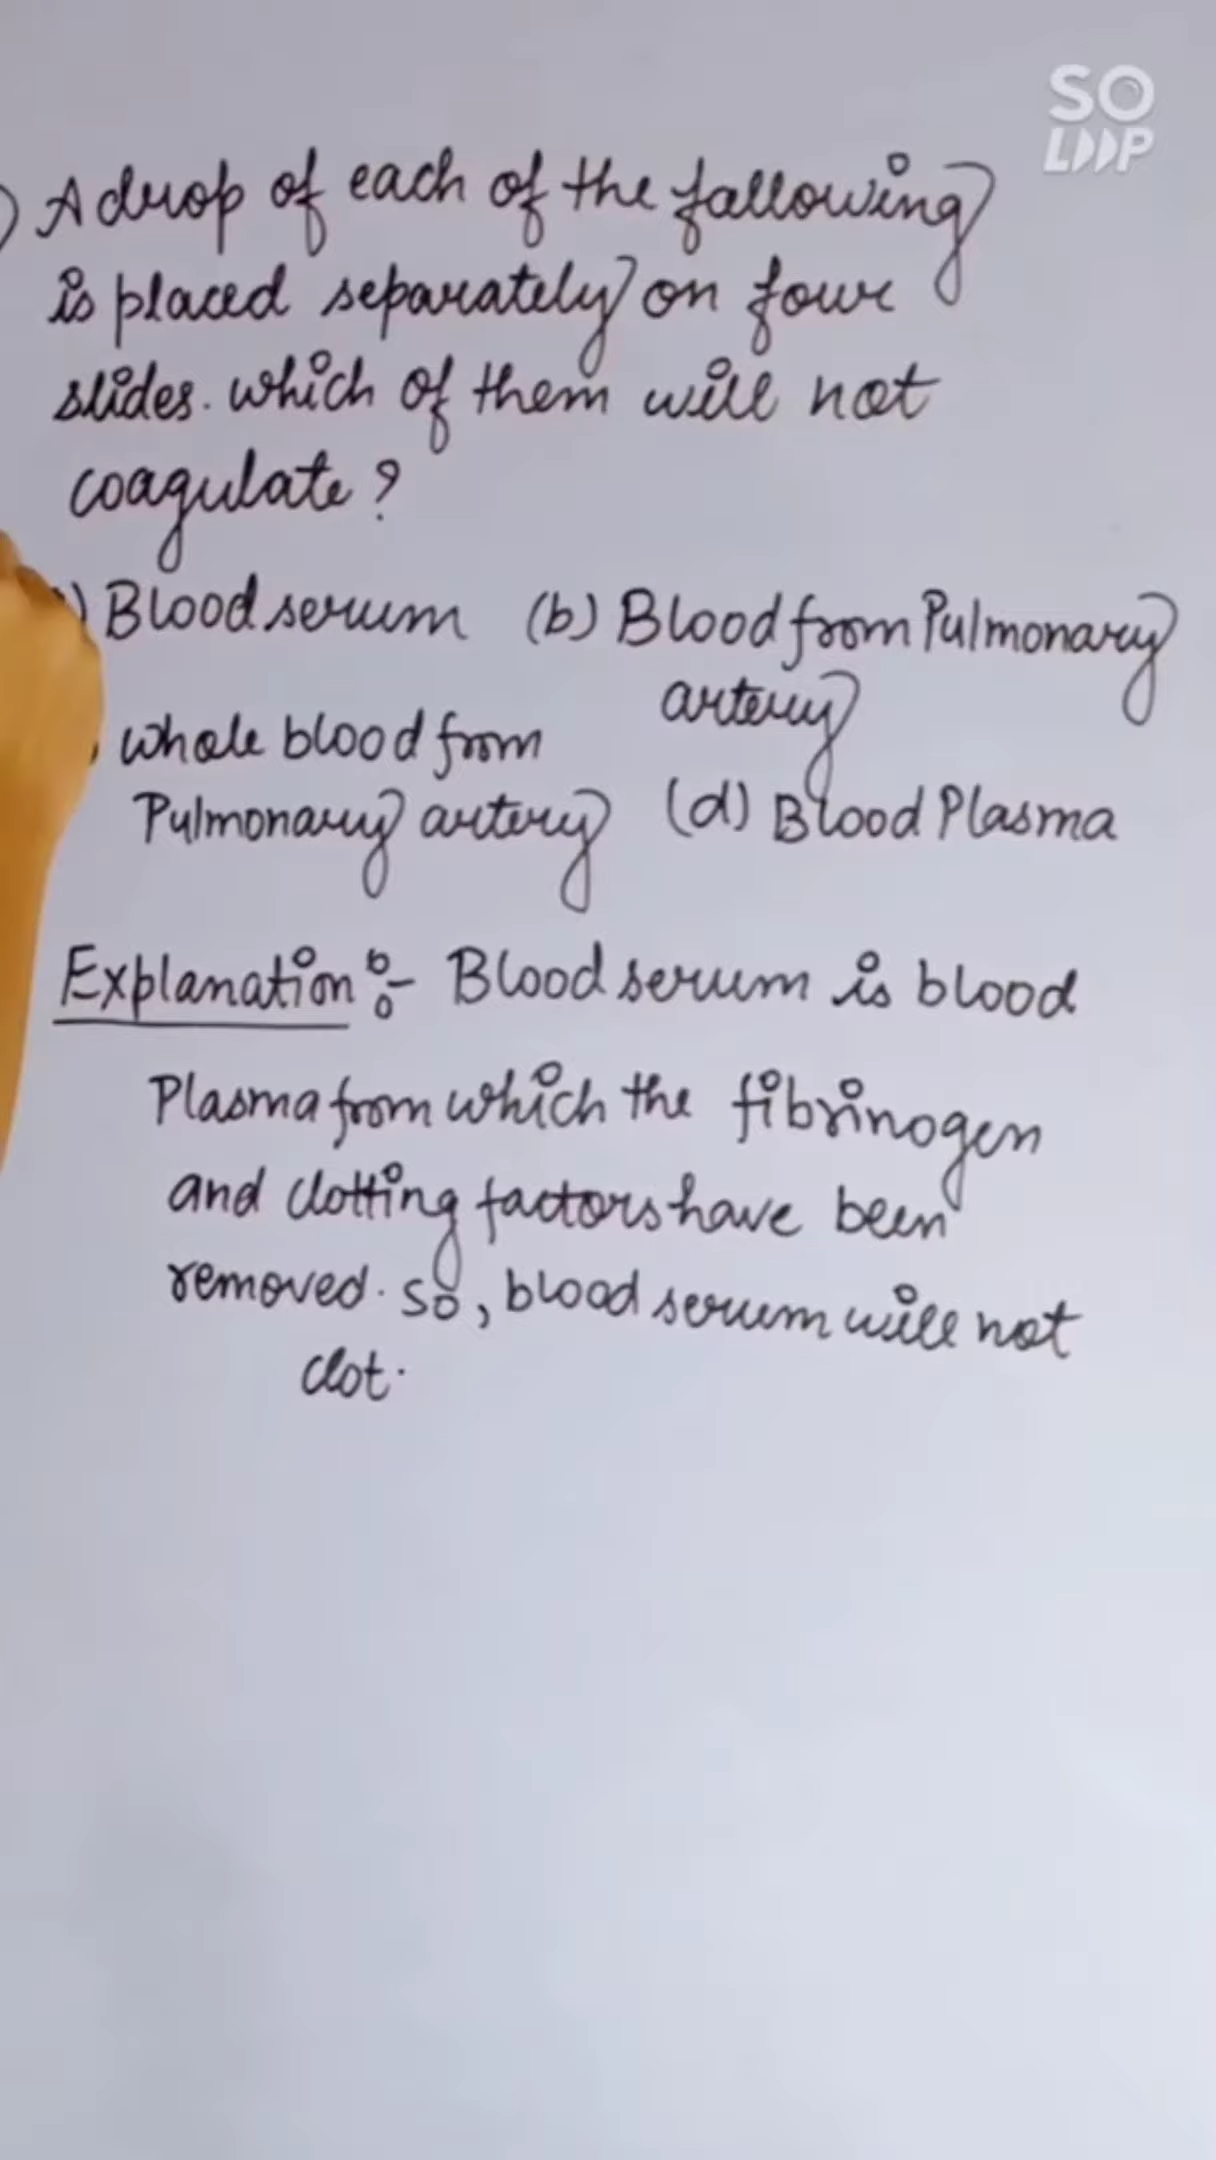 SO
LOOP
) A drop of each of the fallowing
is placed separately on four
slides. which of them will not
coagulate?
) Blood serum (b) Blood from Pulmonary
artery
whole blood from
Pulmonary artery (d) Blood Plasma
Explanation :- Blood serum is blood
Plasma from which the fibrinogen
and clotting factors have been
removed. so, blood serum will not
clot.